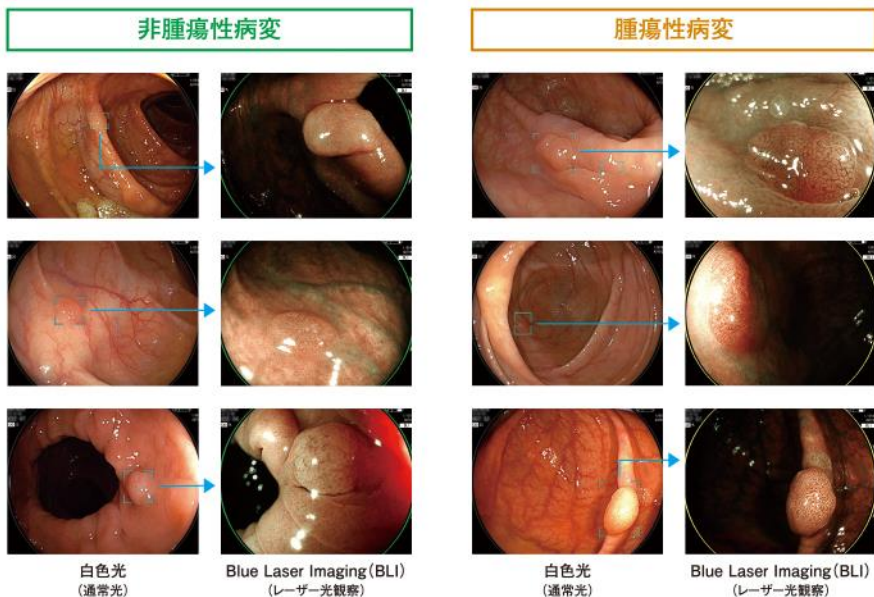 非腫瘍性病変
腫瘍性病変
白色光
(通常光)
Blue Laser Imaging(BLI)
(レーザー光観察)
白色光
(通常光)
Blue Laser Imaging(BLI)
(レーザー光観察)